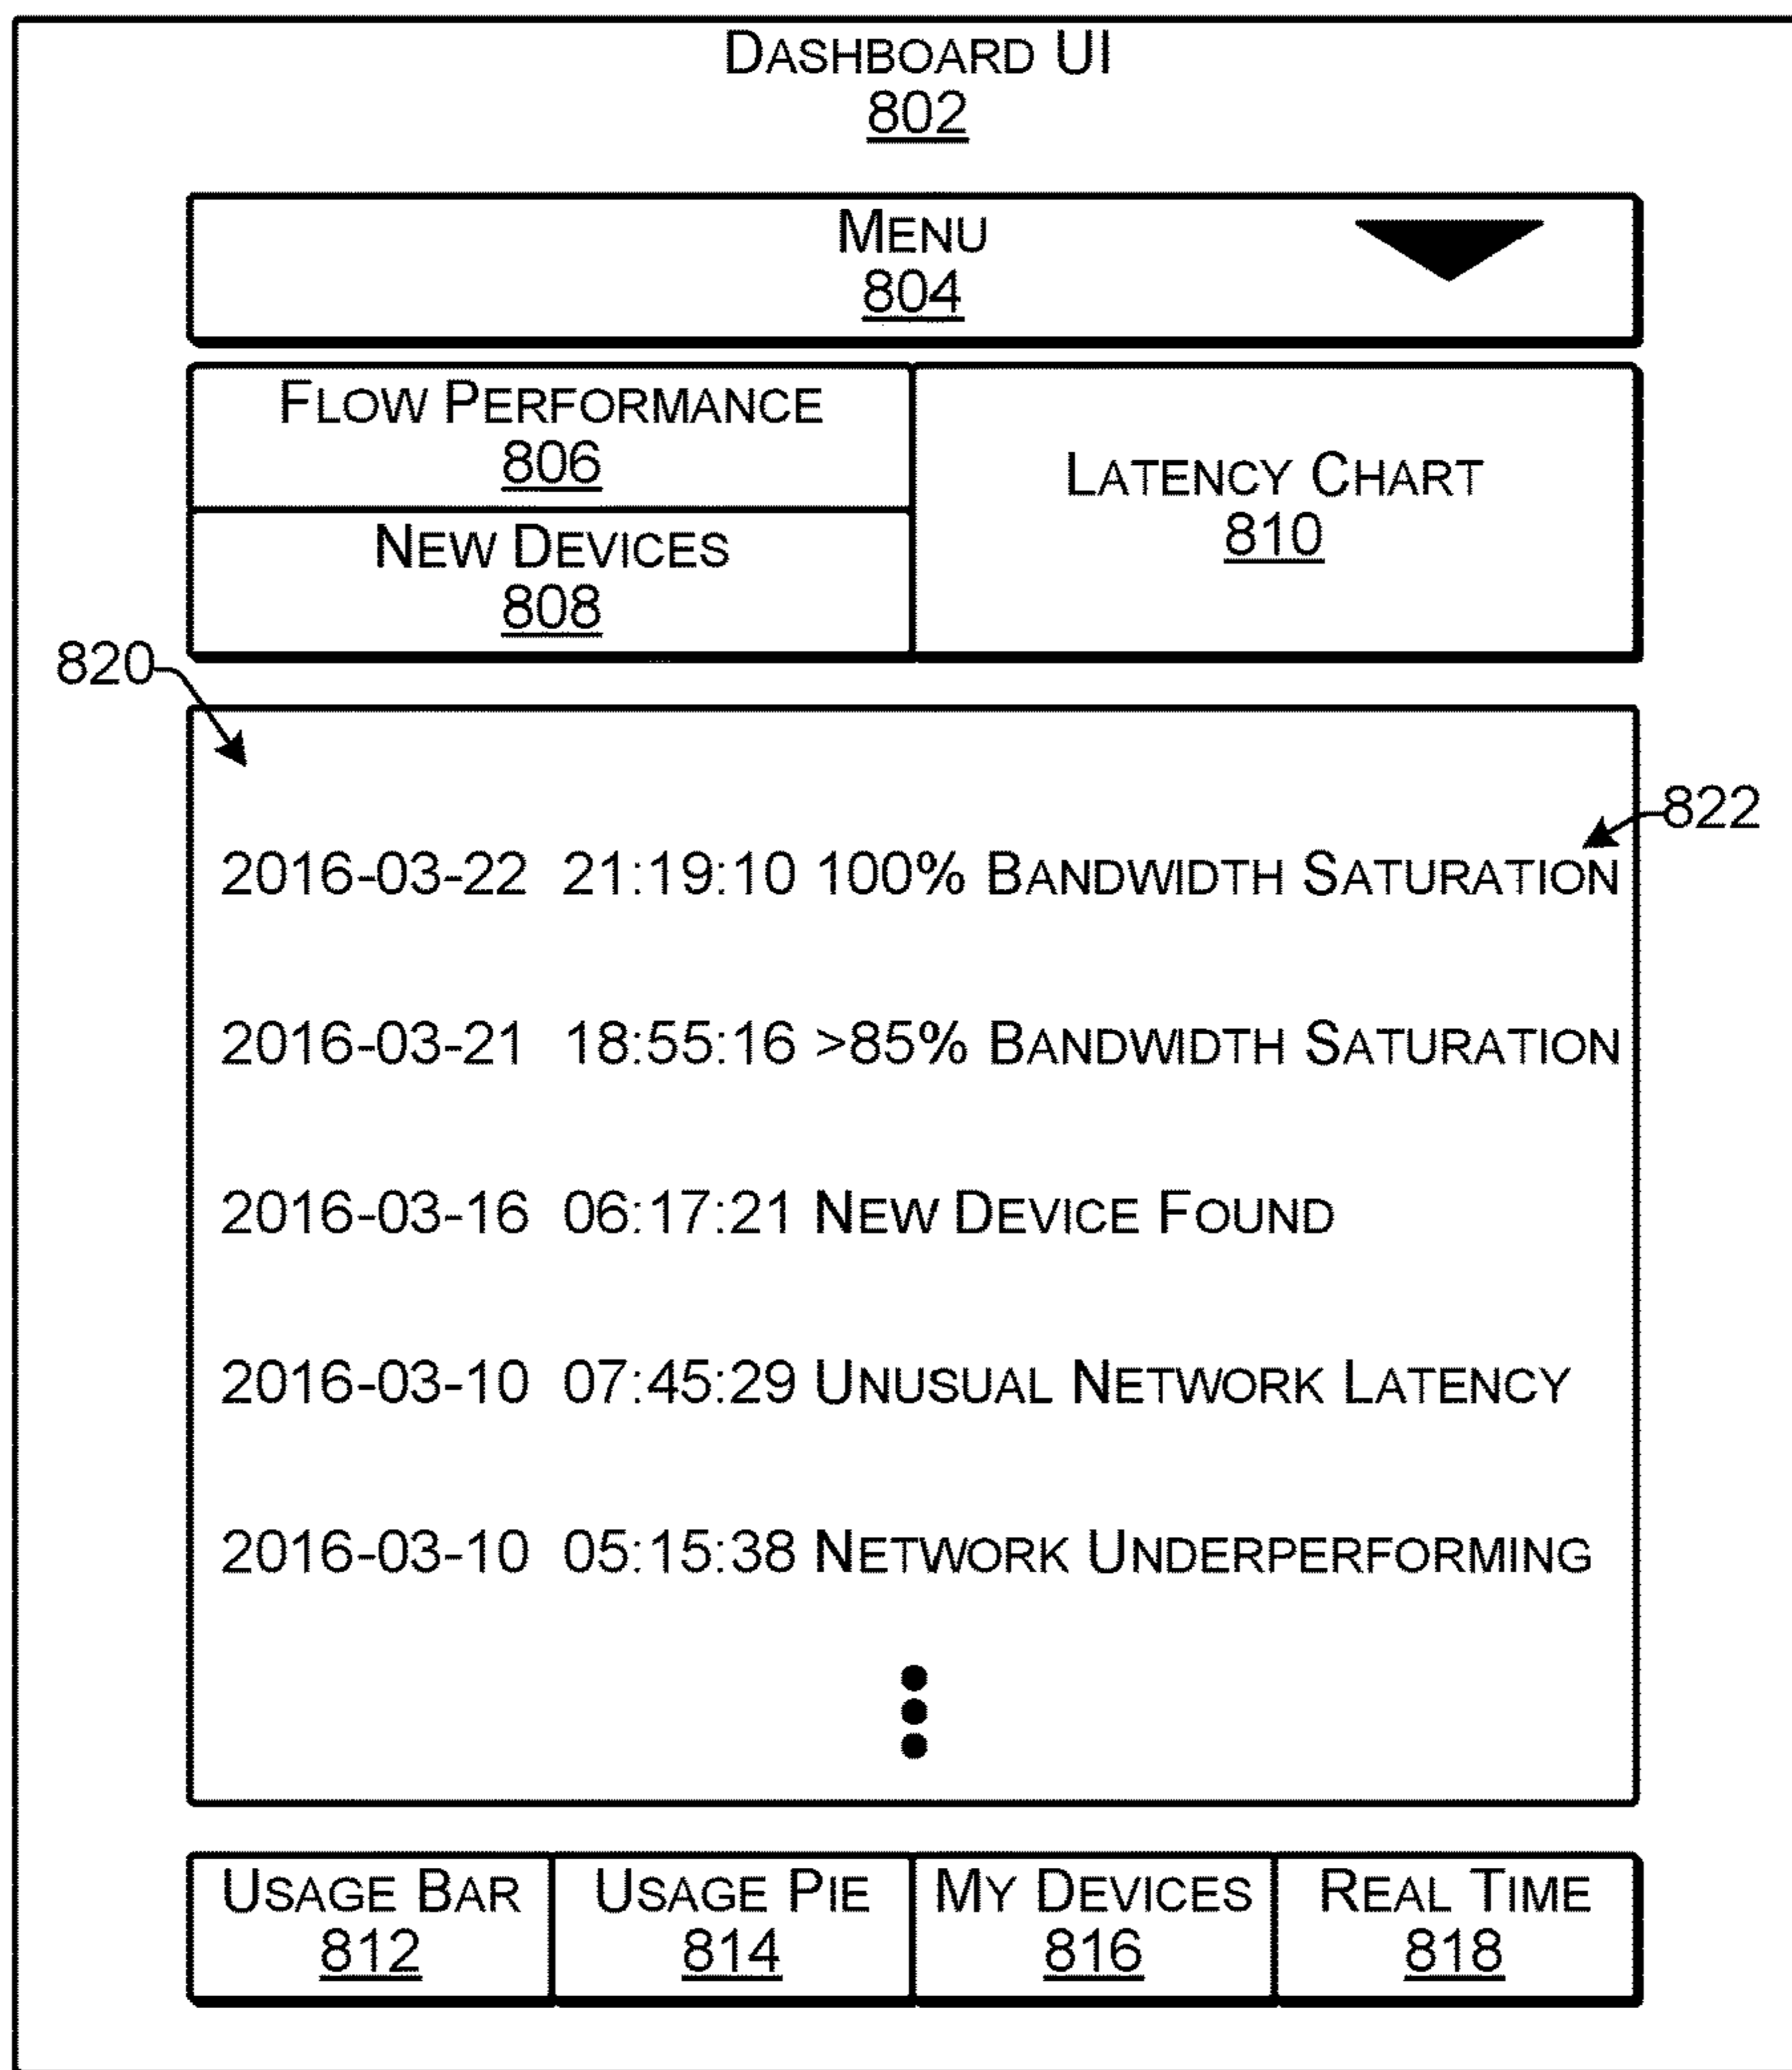 DASHBOARD UI
802
MENU
804
FLOW PERFORMANCE
806
NEW DEVICES
808
LATENCY CHART
810
820
822
2016-03-22 21:19:10 100% BANDWIDTH SATURATION
2016-03-21 18:55:16 >85% BANDWIDTH SATURATION
2016-03-16 06:17:21 NEW DEVICE FOUND
2016-03-10 07:45:29 UNUSUAL NETWORK LATENCY
2016-03-10 05:15:38 NETWORK UNDERPERFORMING
USAGE BAR
812
USAGE PIE
814
MY DEVICES
816
REAL TIME
818